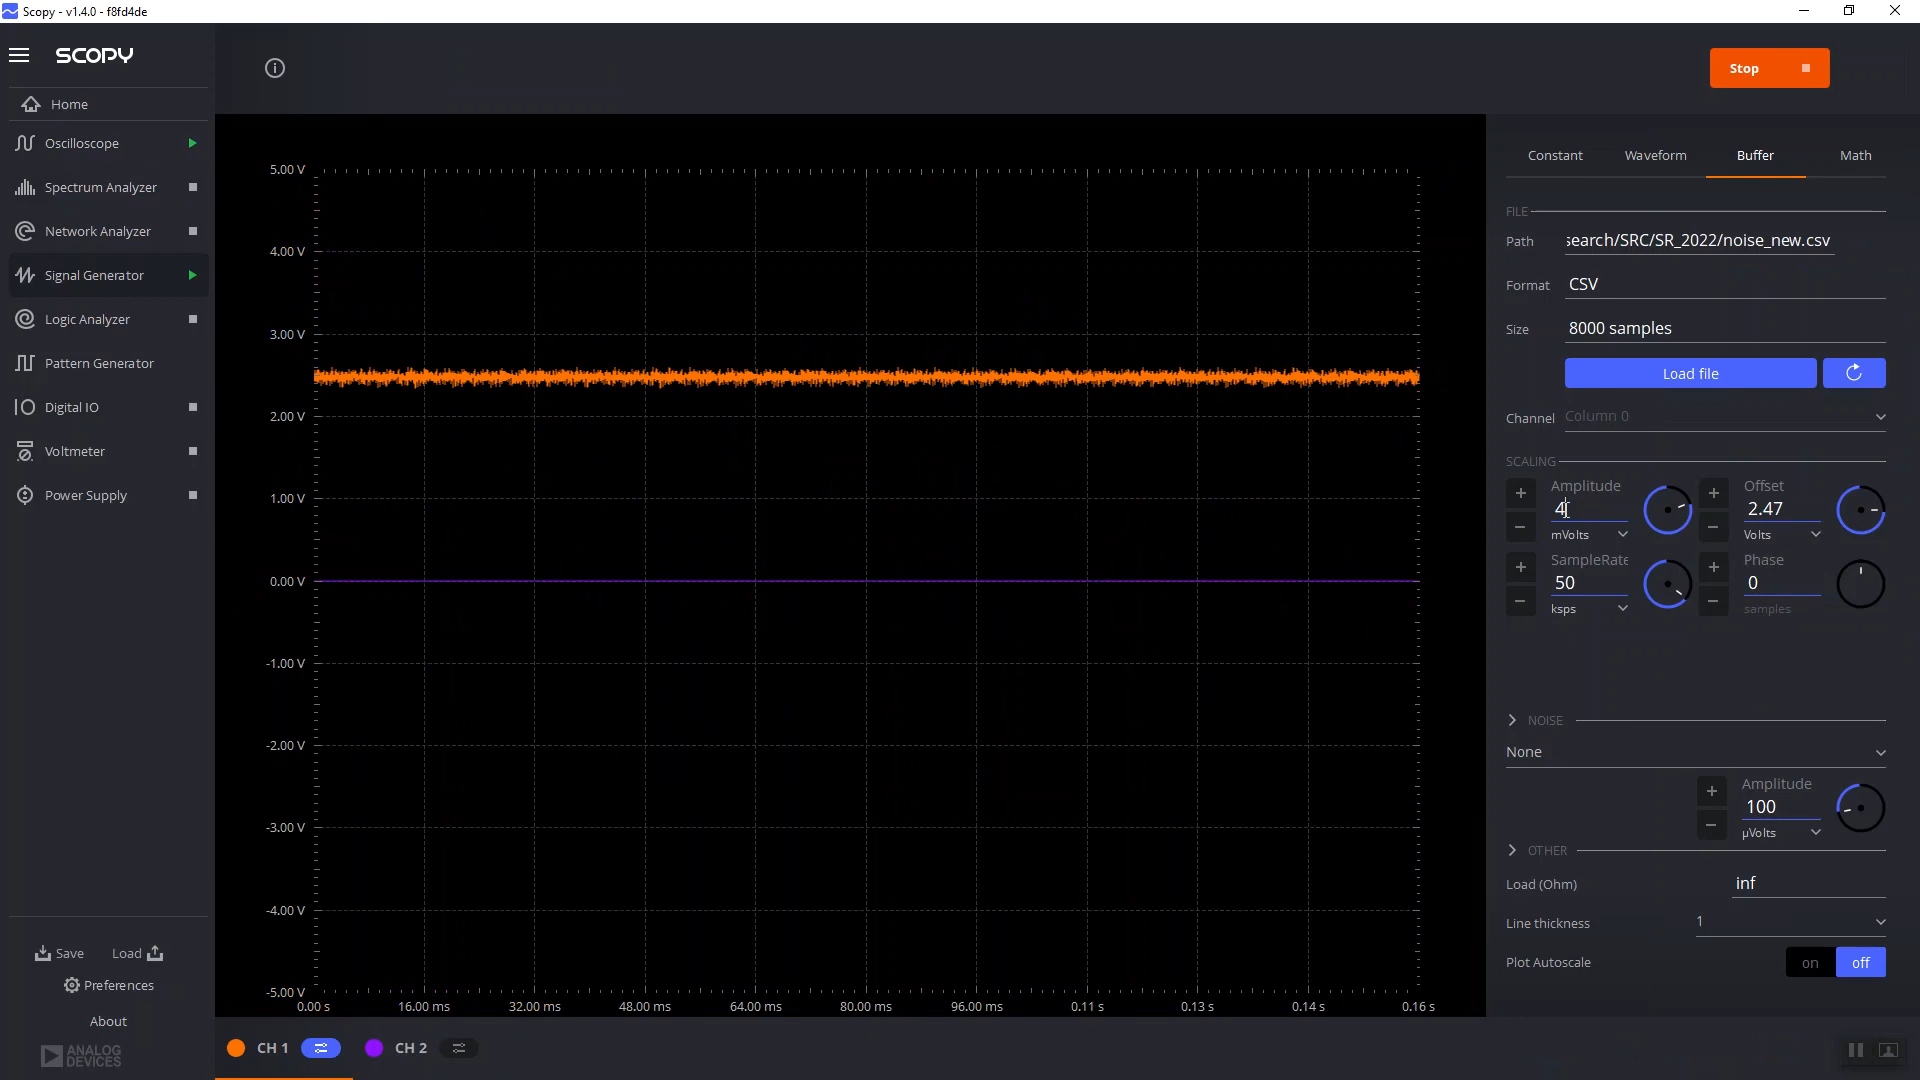 Scopy - v1.4.0 - f8fd4de
SCOPY
Home
Oscilloscope
Spectrum Analyzer
Network Analyzer
Signal Generator
Logic Analyzer
Pattern Generator
Digital IO
Voltmeter
Power Supply
Save Load
Preferences
About
ANALOG
DEVICES
Stop
5.00 V
4.00 V
3.00 V
2.00 V
1.00 V
0.00 V
-1.00 V
-2.00 V
-3.00 V
-4.00 V
-5.00 V
0.00 s 16.00 ms 32.00 ms 48.00 ms 64.00 ms 80.00 ms 96.00 ms 0.11 s 0.13 s 0.14 s 0.16 s
CH 1 CH 2
Constant Waveform Buffer Math
FILE
Path search/SRC/SR_2022/noise_new.csv
Format CSV
Size 8000 samples
Load file
Channel Column 0
SCALING
+ Amplitude + Offset
4 2.47
- mVolts - Volts
+ SampleRate + Phase
50 0
- ksps - samples
NOISE
None
+ Amplitude
100
- µVolts
OTHER
Load (Ohm) inf
Line thickness 1
Plot Autoscale on off